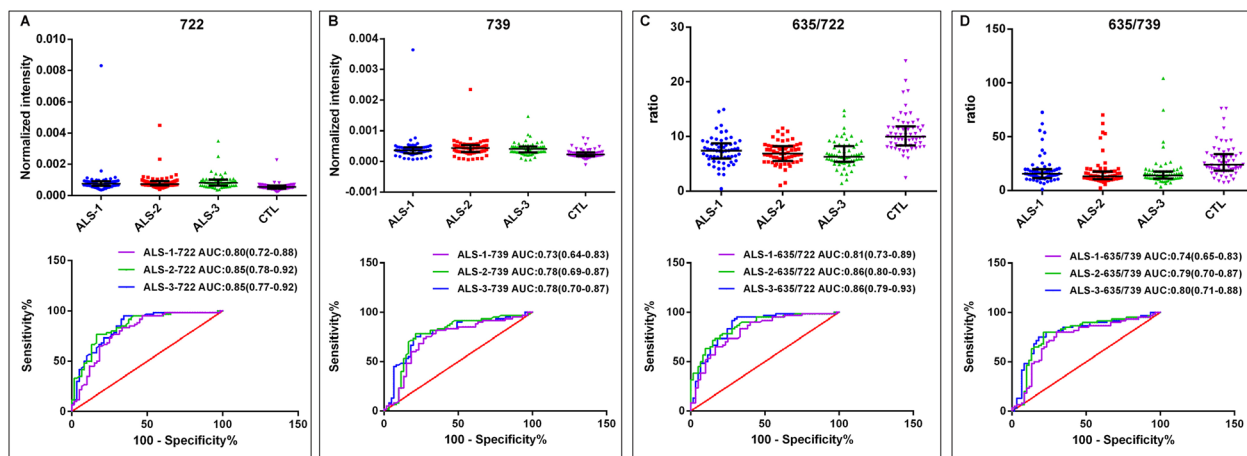 A
722
Normalized intensity
0.010
0.008
0.006
0.004
0.002
0.000
ALS-1
ALS-2
ALS-3
CTL
ALS-1-722 AUC:0.80(0.72-0.88)
ALS-2-722 AUC:0.85(0.78-0.92)
ALS-3-722 AUC:0.85(0.77-0.92)
Sensitivity%
150
100
50
0
0
50
100
150
100 - Specificity%
B
739
Normalized intensity
0.004
0.003
0.002
0.001
0.000
-0.001
ALS-1
ALS-2
ALS-3
CTL
ALS-1-739 AUC:0.73(0.64-0.83)
ALS-2-739 AUC:0.78(0.69-0.87)
ALS-3-739 AUC:0.78(0.70-0.87)
Sensitivity%
150
100
50
0
0
50
100
150
100 - Specificity%
C
635/722
ratio
30
20
10
0
ALS-1
ALS-2
ALS-3
CTL
ALS-1-635/722 AUC:0.81(0.73-0.89)
ALS-2-635/722 AUC:0.86(0.80-0.93)
ALS-3-635/722 AUC:0.86(0.79-0.93)
Sensitivity%
150
100
50
0
0
50
100
150
100 - Specificity%
D
635/739
ratio
150
100
50
0
ALS-1
ALS-2
ALS-3
CTL
ALS-1-635/739 AUC:0.74(0.65-0.83)
ALS-2-635/739 AUC:0.79(0.70-0.87)
ALS-3-635/739 AUC:0.80(0.71-0.88)
Sensitivity%
150
100
50
0
0
50
100
150
100 - Specificity%